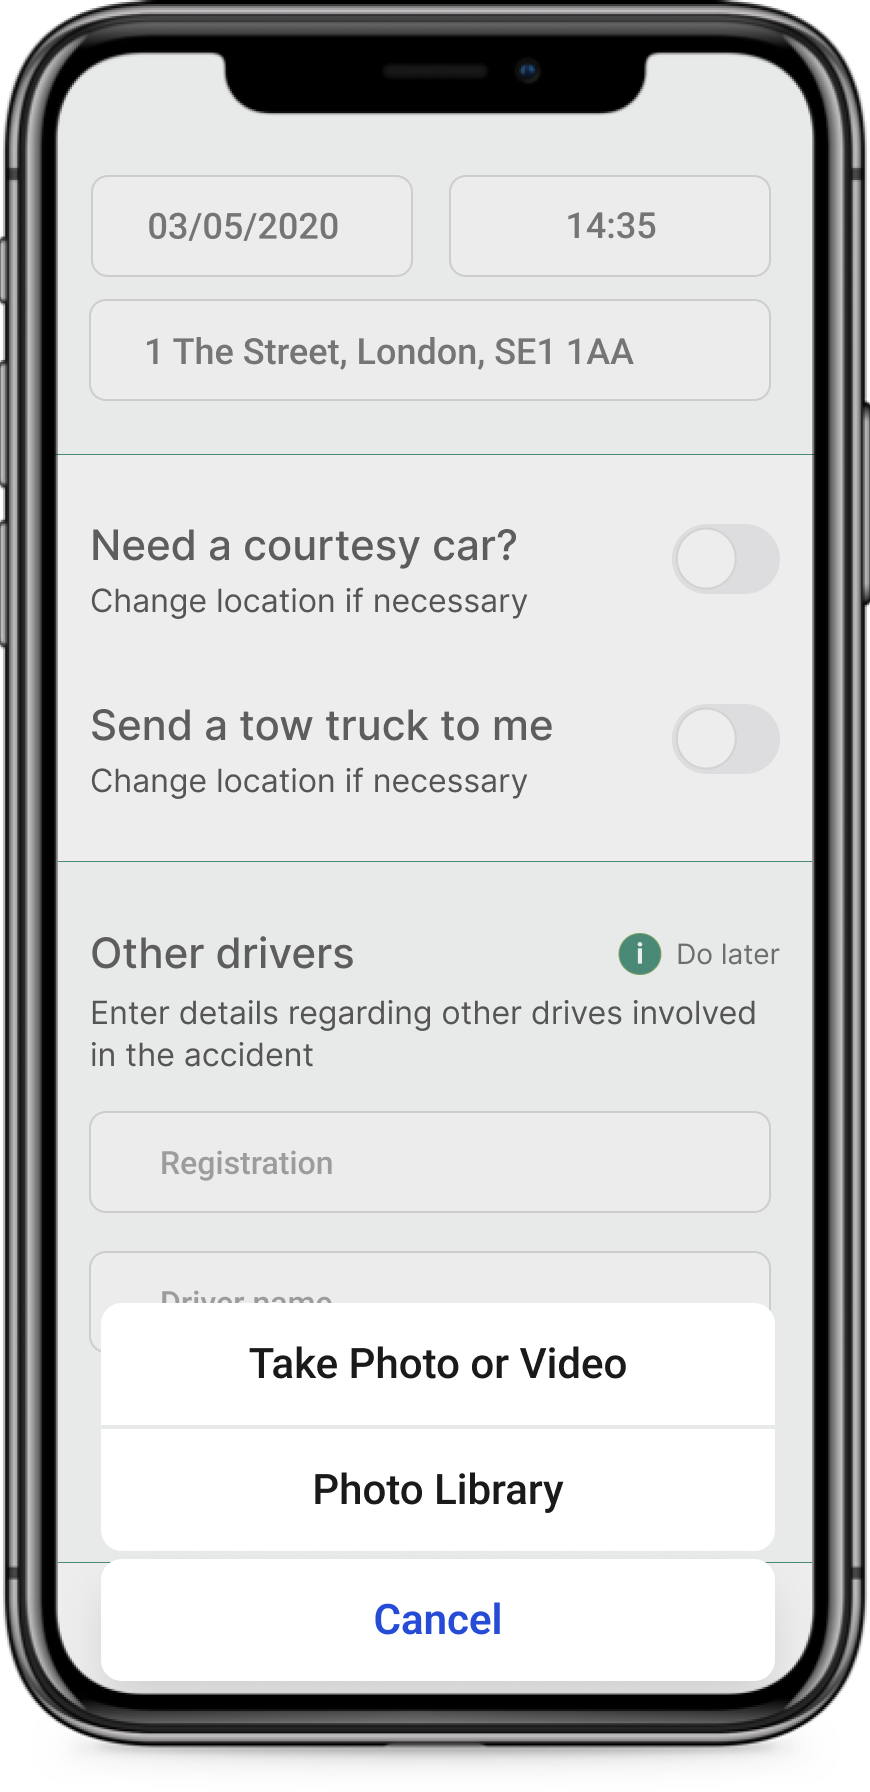 03/05/2020
14:35
1 The Street, London, SE1 1AA
Need a courtesy car?
Change location if necessary
Send a tow truck to me
Change location if necessary
Other drivers
i Do later
Enter details regarding other drives involved
in the accident
Registration
Driver name
Take Photo or Video
Photo Library
Cancel